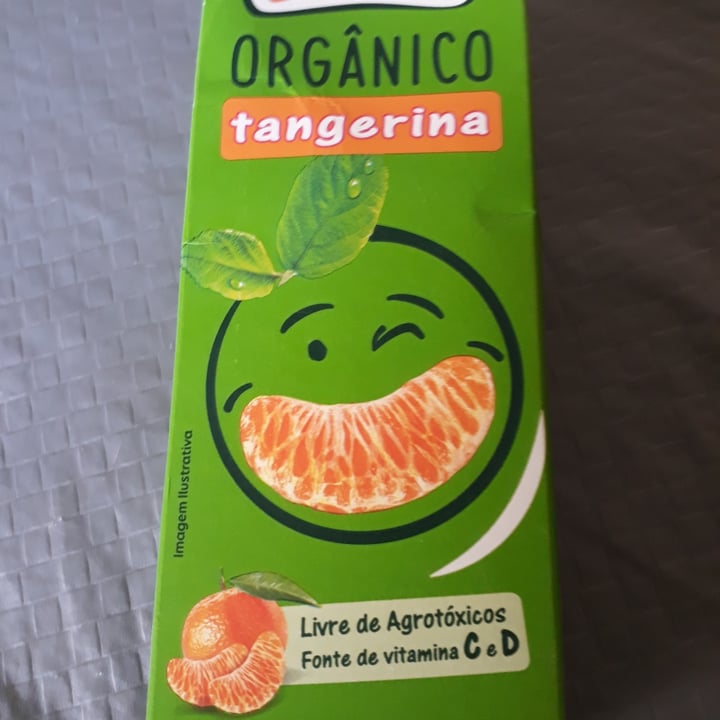 ORGÂNICO
tangerina
Imagem Ilustrativa
Livre de Agrotóxicos
Fonte de vitamina C e D